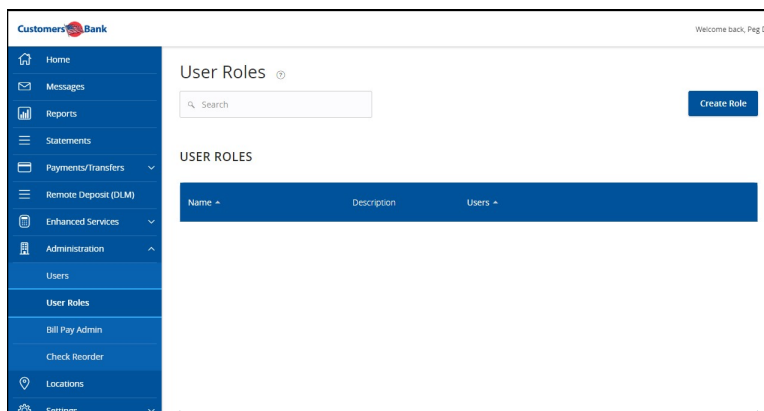 Customers Bank
Welcome back, Peg D
Home
Messages
Reports
Statements
Payments/Transfers
Remote Deposit (DLM)
Enhanced Services
Administration
Users
User Roles
Bill Pay Admin
Check Reorder
Locations
Settings
User Roles
Search
Create Role
USER ROLES
Name Description Users